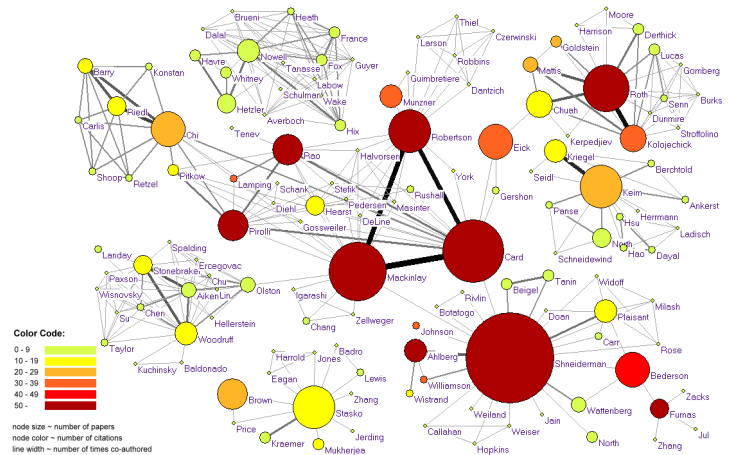 Brueni
Heath
Dalal
France
Nowell
Havre
Fox
Guyer
Tanasse
Whitney
Labow
Schulman
Wake
Hetzler
Averboch
Tenev
Hix
Barry
Konstan
Riedl
Carlis
Chi
Shoop
Retzel
Pitkow
Thiel
Larson
Czerwinski
Robbins
Guimbretiere
Dantzich
Munzner
Robertson
Moore
Harrison
Derthick
Goldstein
Lucas
Mattis
Gomberg
Roth
Senn
Burks
Chuah
Dunmire
Stroffolino
Kolojechick
Eick
Gershon
Kerpedjiev
Kriegel
Berchtold
Seidl
Keim
Ankerst
Panse
Herrmann
Hsu
Ladisch
North
Hao
Dayal
Schneidewind
Rao
Halvorsen
York
Lamping
Schank
Stefik
Rushall
Pedersen
Masinter
Diehl
Hearst
DeLine
Gossweiler
Pirolli
Card
Mackinlay
Igarashi
Zellweger
Chang
Spalding
Landay
Ercegovac
Stonebraker
Paxson
Chu
Olston
Wisnovsky
Aiken
Lin
Chen
Su
Hellerstein
Woodruff
Taylor
Kuchinsky
Baldonado
Rivlin
Beigel
Tanin
Botafogo
Widoff
Doan
Milash
Plaisant
Johnson
Carr
Rose
Ahlberg
Shneiderman
Bederson
Williamson
Wistrand
Zacks
Wattenberg
Furnas
Weiland
Jain
Callahan
Weiser
Jul
Hopkins
North
Zhang
Harrold
Badro
Jones
Eagan
Lewis
Brown
Zhang
Stasko
Price
Jerding
Kraemer
Mukherjea
Color Code:
0 - 9
10 - 19
20 - 29
30 - 39
40 - 49
50 -
node size ~ number of papers
node color ~ number of citations
line width ~ number of times co-authored